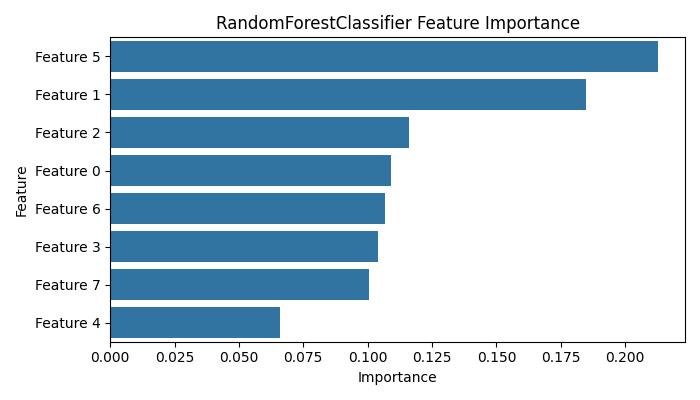 RandomForestClassifier Feature Importance
Feature
Feature 5
Feature 1
Feature 2
Feature 0
Feature 6
Feature 3
Feature 7
Feature 4
0.000 0.025 0.050 0.075 0.100 0.125 0.150 0.175 0.200
Importance